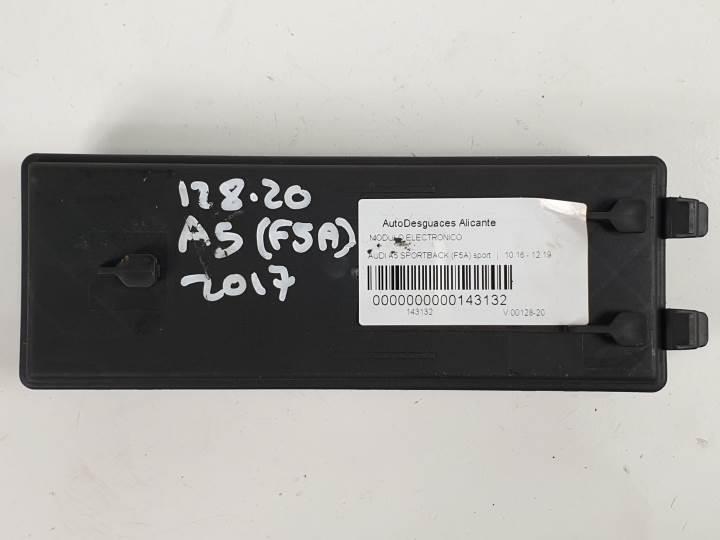 128.20
A5 (F5A)
2017
AutoDesguaces Alicante
MODULO ELECTRONICO
AUDI A5 SPORTBACK (F5A) sport | 10.16 - 12.19
0000000000143132
143132 V.00128-20